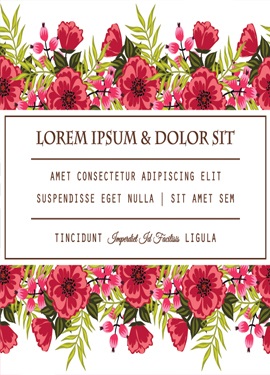 LOREM IPSUM & DOLOR SIT
AMET CONSECTETUR ADIPISCING ELIT
SUSPENDISSE EGET NULLA | SIT AMET SEM
TINCIDUNT Imperdiet Id Facilisis LIGULA